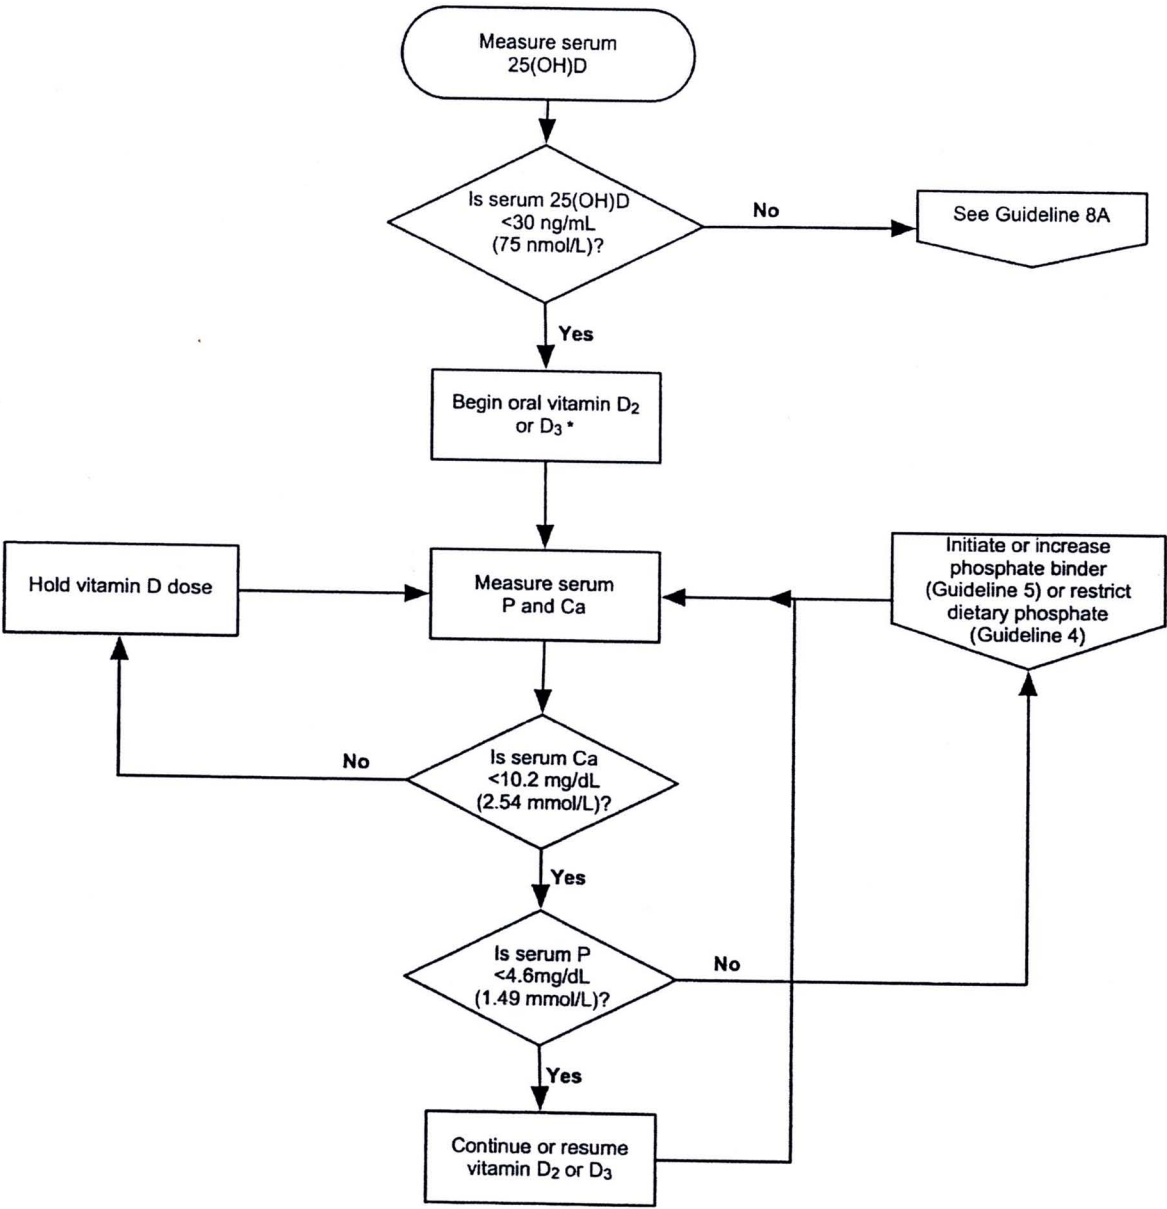 Measure serum
25(OH)D
Is serum 25(OH)D
<30 ng/mL
(75 nmol/L)?
No
See Guideline 8A
Yes
Begin oral vitamin D2
or D3*
Hold vitamin D dose
Measure serum
P and Ca
Initiate or increase
phosphate binder
(Guideline 5) or restrict
dietary phosphate
(Guideline 4)
No
Is serum Ca
<10.2 mg/dL
(2.54 mmol/L)?
Yes
Is serum P
<4.6mg/dL
(1.49 mmol/L)?
No
Yes
Continue or resume
vitamin D2 or D3